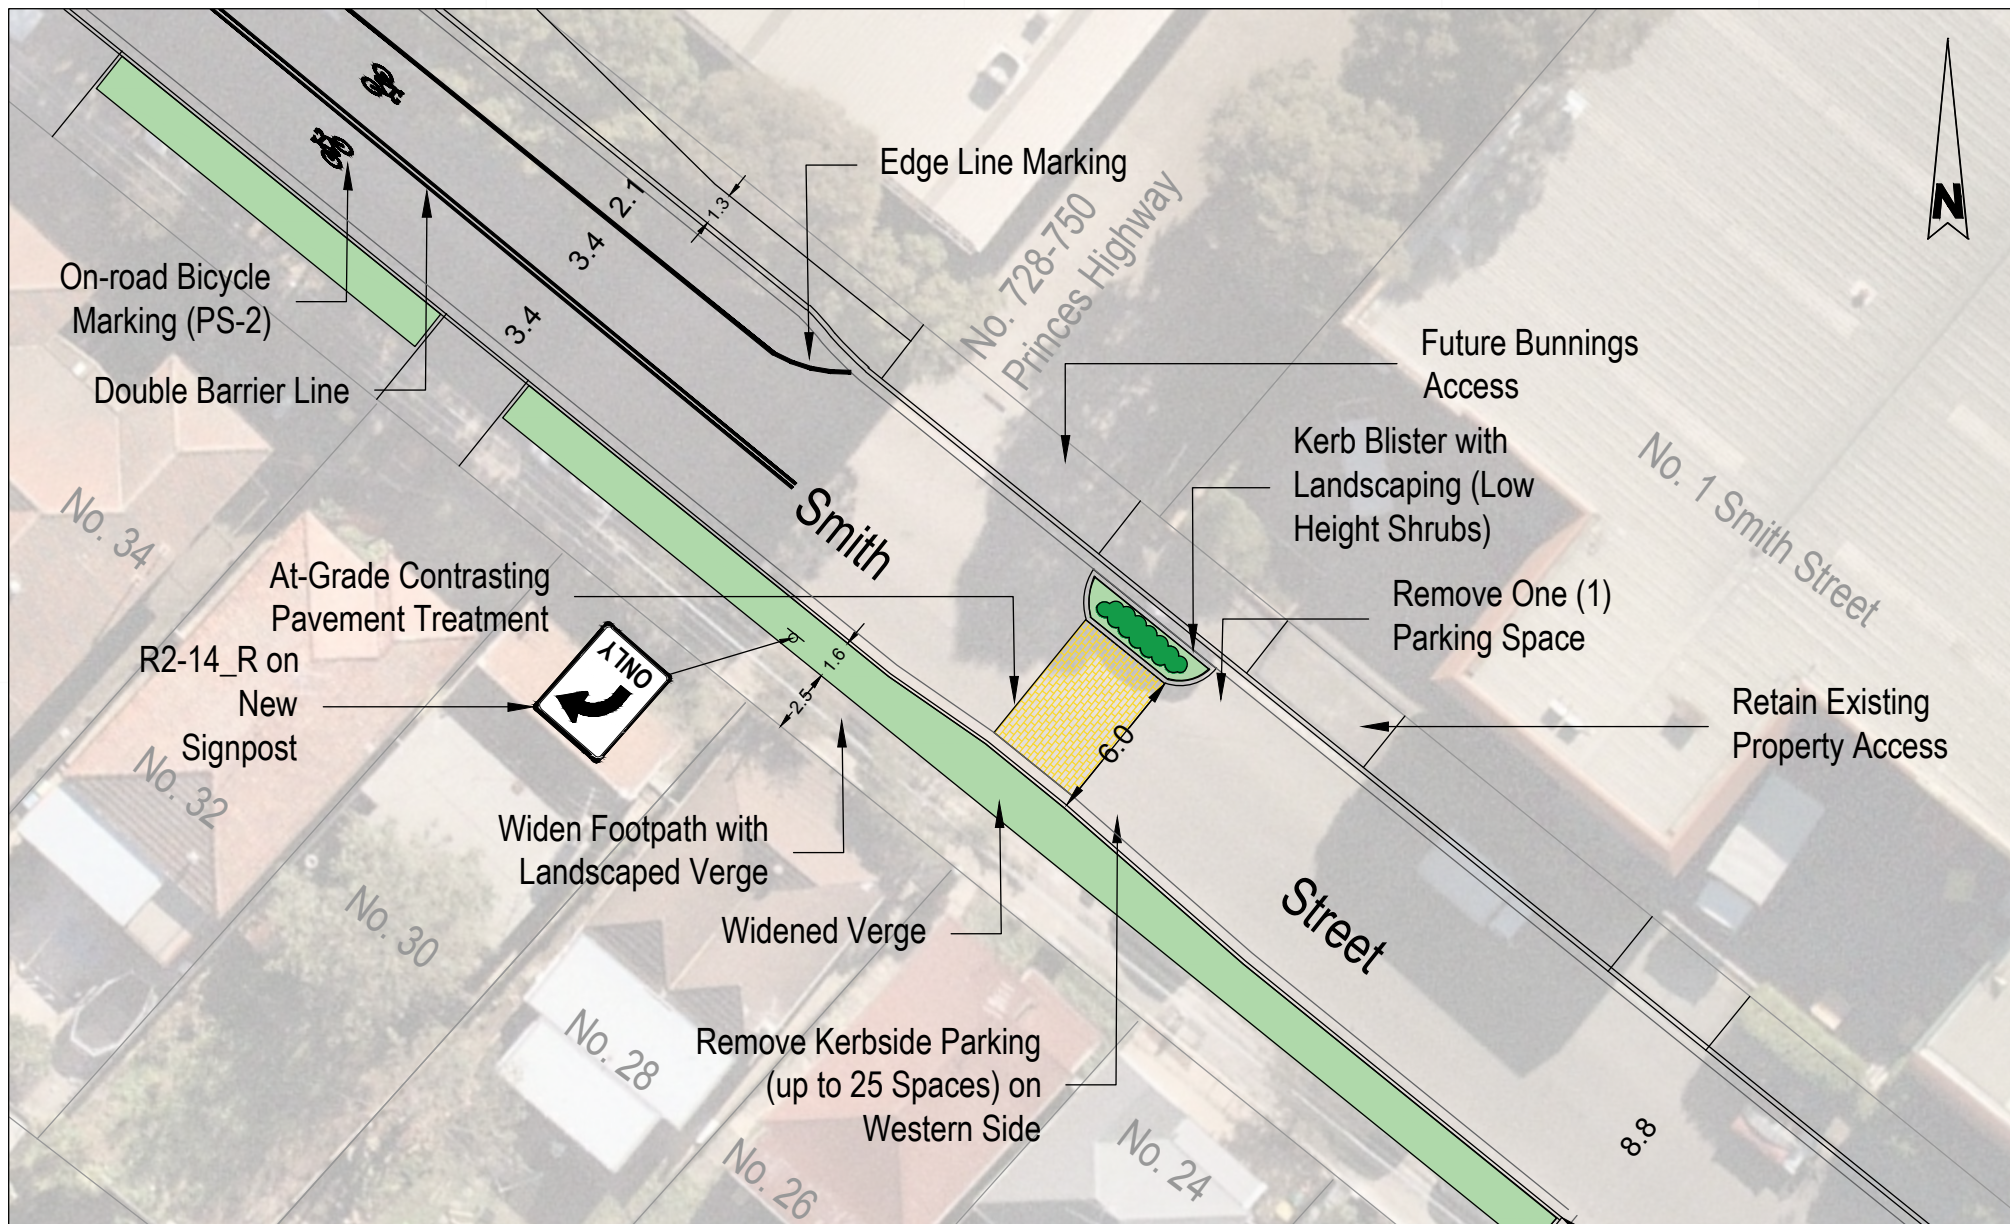 Edge Line Marking
N
On-road Bicycle
Marking (PS-2)
Double Barrier Line
2.1
1.3
3.4
3.4
No. 728-750
Princes Highway
Future Bunnings
Access
Kerb Blister with
Landscaping (Low
Height Shrubs)
No. 1 Smith Street
No. 34
Smith
At-Grade Contrasting
Pavement Treatment
Remove One (1)
Parking Space
R2-14_R on
New
Signpost
ONLY
1.6
2.5
6.0
Retain Existing
Property Access
No. 32
Widen Footpath with
Landscaped Verge
Widened Verge
No. 30
Street
No. 28
Remove Kerbside Parking
(up to 25 Spaces) on
Western Side
No. 26
No. 24
8.8